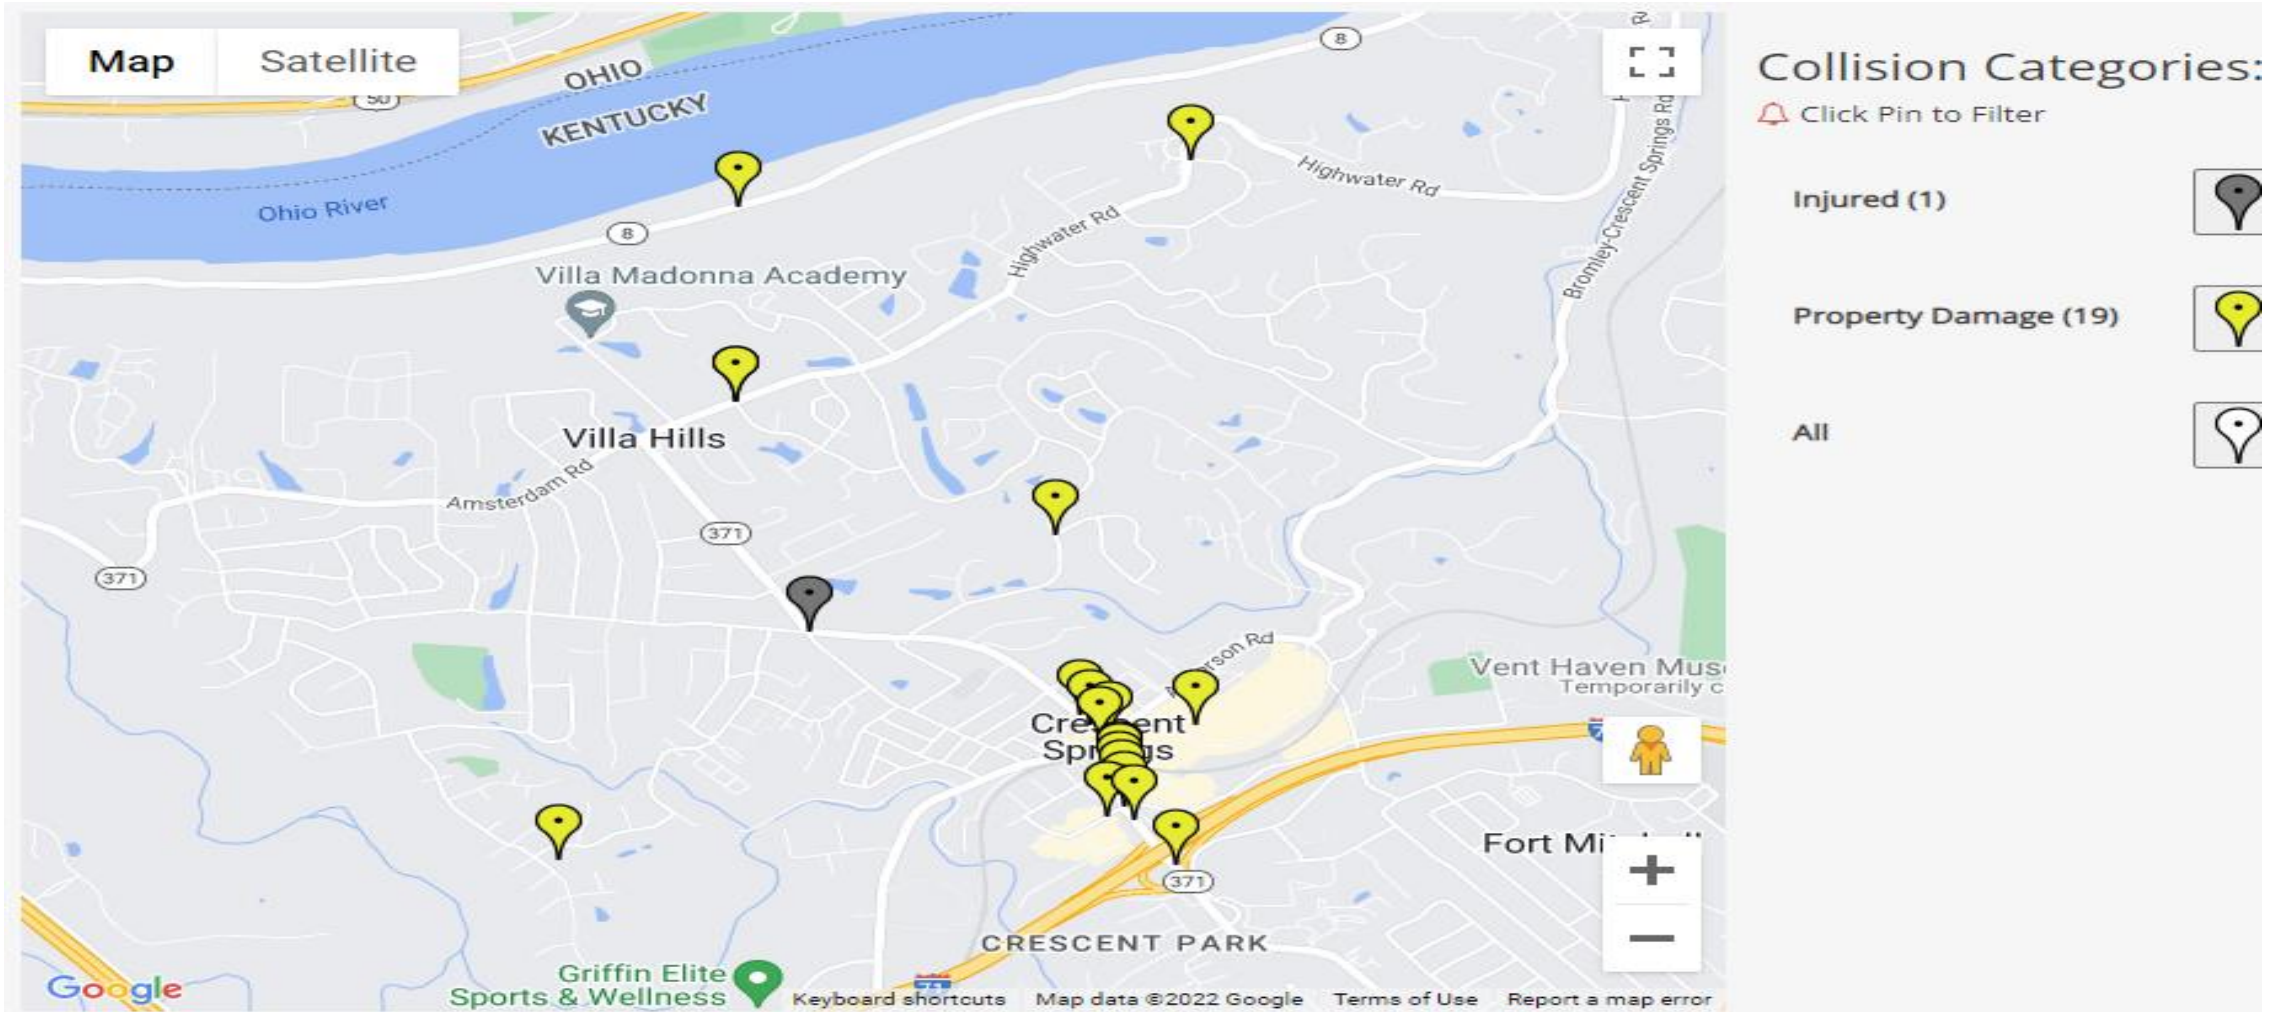 Map
Satellite
50
OHIO
KENTUCKY
8
Ohio River
8
Highwater Rd
Highwater Rd
Bromley-Crescent Springs Rd
Villa Madonna Academy
Villa Hills
Amsterdam Rd
371
371
Vent Haven Mus
Temporarily c
Springs
Fort Mi
371
CRESCENT PARK
71
Griffin Elite
Sports & Wellness
Google
Keyboard shortcuts
Map data ©2022 Google
Terms of Use
Report a map error
Collision Categories:
Click Pin to Filter
Injured (1)
Property Damage (19)
All